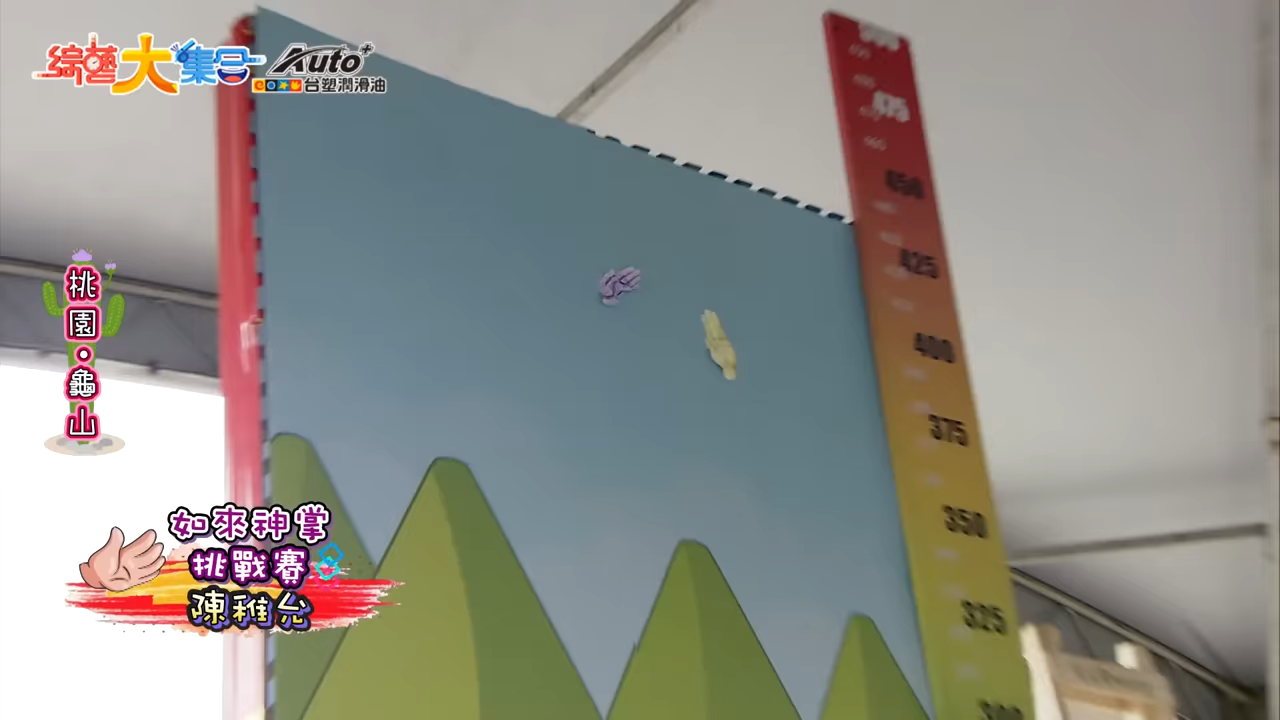 綜藝大集合
Auto+
台塑潤滑油
桃園•龜山
如來神掌
挑戰賽
陳稚允
475
450
425
400
375
350
325
300